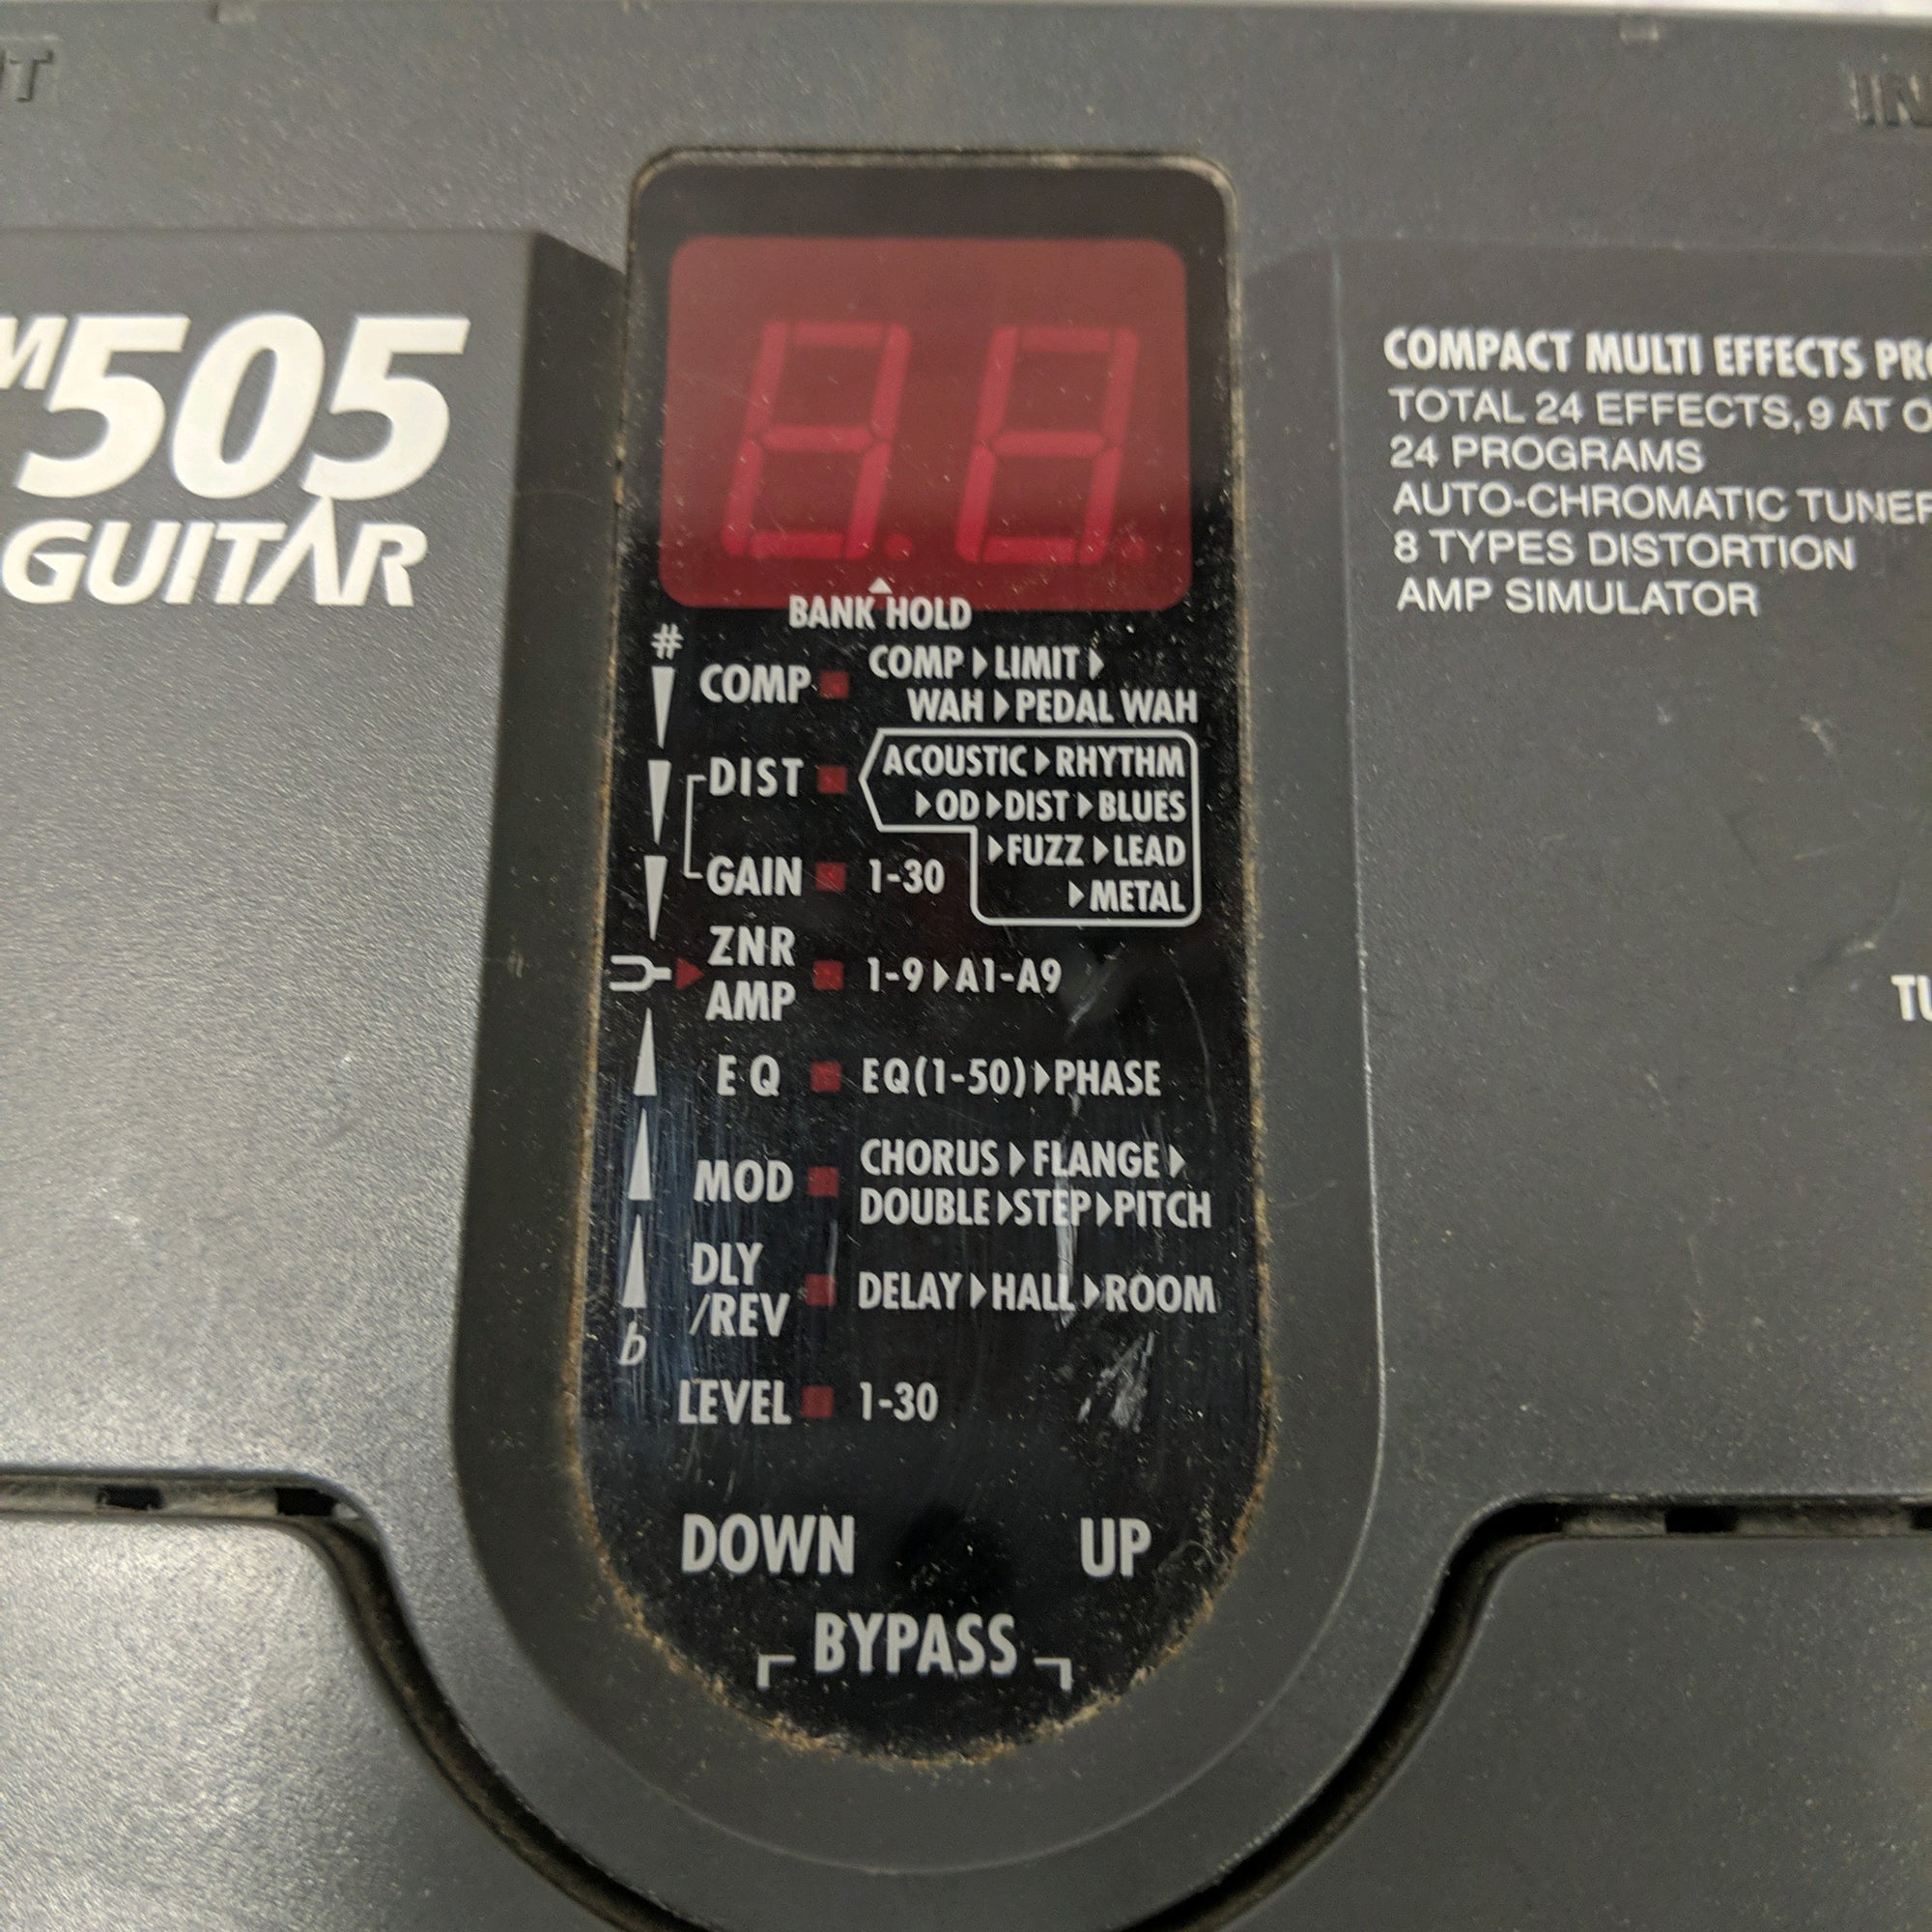 505
GUITAR
COMPACT MULTI EFFECTS
TOTAL 24 EFFECTS, 9 AT
24 PROGRAMS
AUTO-CHROMATIC TUNER
8 TYPES DISTORTION
AMP SIMULATOR
BANK HOLD
#
COMP COMP▶LIMIT▶
WAH▶PEDAL WAH
DIST ACOUSTIC▶RHYTHM
▶OD▶DIST▶BLUES
▶FUZZ▶LEAD
GAIN 1-30
▶METAL
ZNR
AMP 1-9▶A1-A9
EQ EQ(1-50)▶PHASE
MOD CHORUS▶FLANGE▶
DOUBLE▶STEP▶PITCH
DLY
/REV DELAY▶HALL▶ROOM
b
LEVEL 1-30
DOWN UP
BYPASS